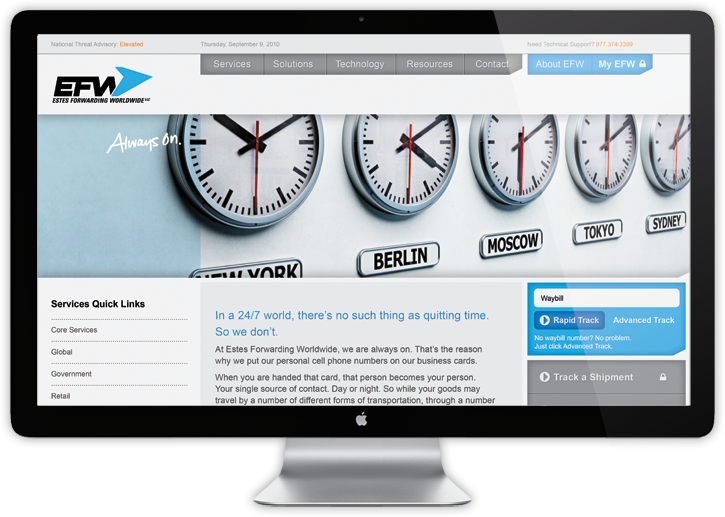 National Threat Advisory: Elevated
Thursday, September 9, 2010
Need Technical Support? 877.374.3399
Services
Solutions
Technology
Resources
Contact
About EFW
My EFW
EFW
ESTES FORWARDING WORLDWIDE LLC
Always On.
NEW YORK
BERLIN
MOSCOW
TOKYO
SYDNEY
Services Quick Links
Core Services
Global
Government
Retail
In a 24/7 world, there's no such thing as quitting time.
So we don't.
At Estes Forwarding Worldwide, we are always on. That's the reason
why we put our personal cell phone numbers on our business cards.
When you are handed that card, that person becomes your person.
Your single source of contact. Day or night. So while your goods may
travel by a number of different forms of transportation, through a number
Waybill
Rapid Track
Advanced Track
No waybill number? No problem.
Just click Advanced Track.
Track a Shipment